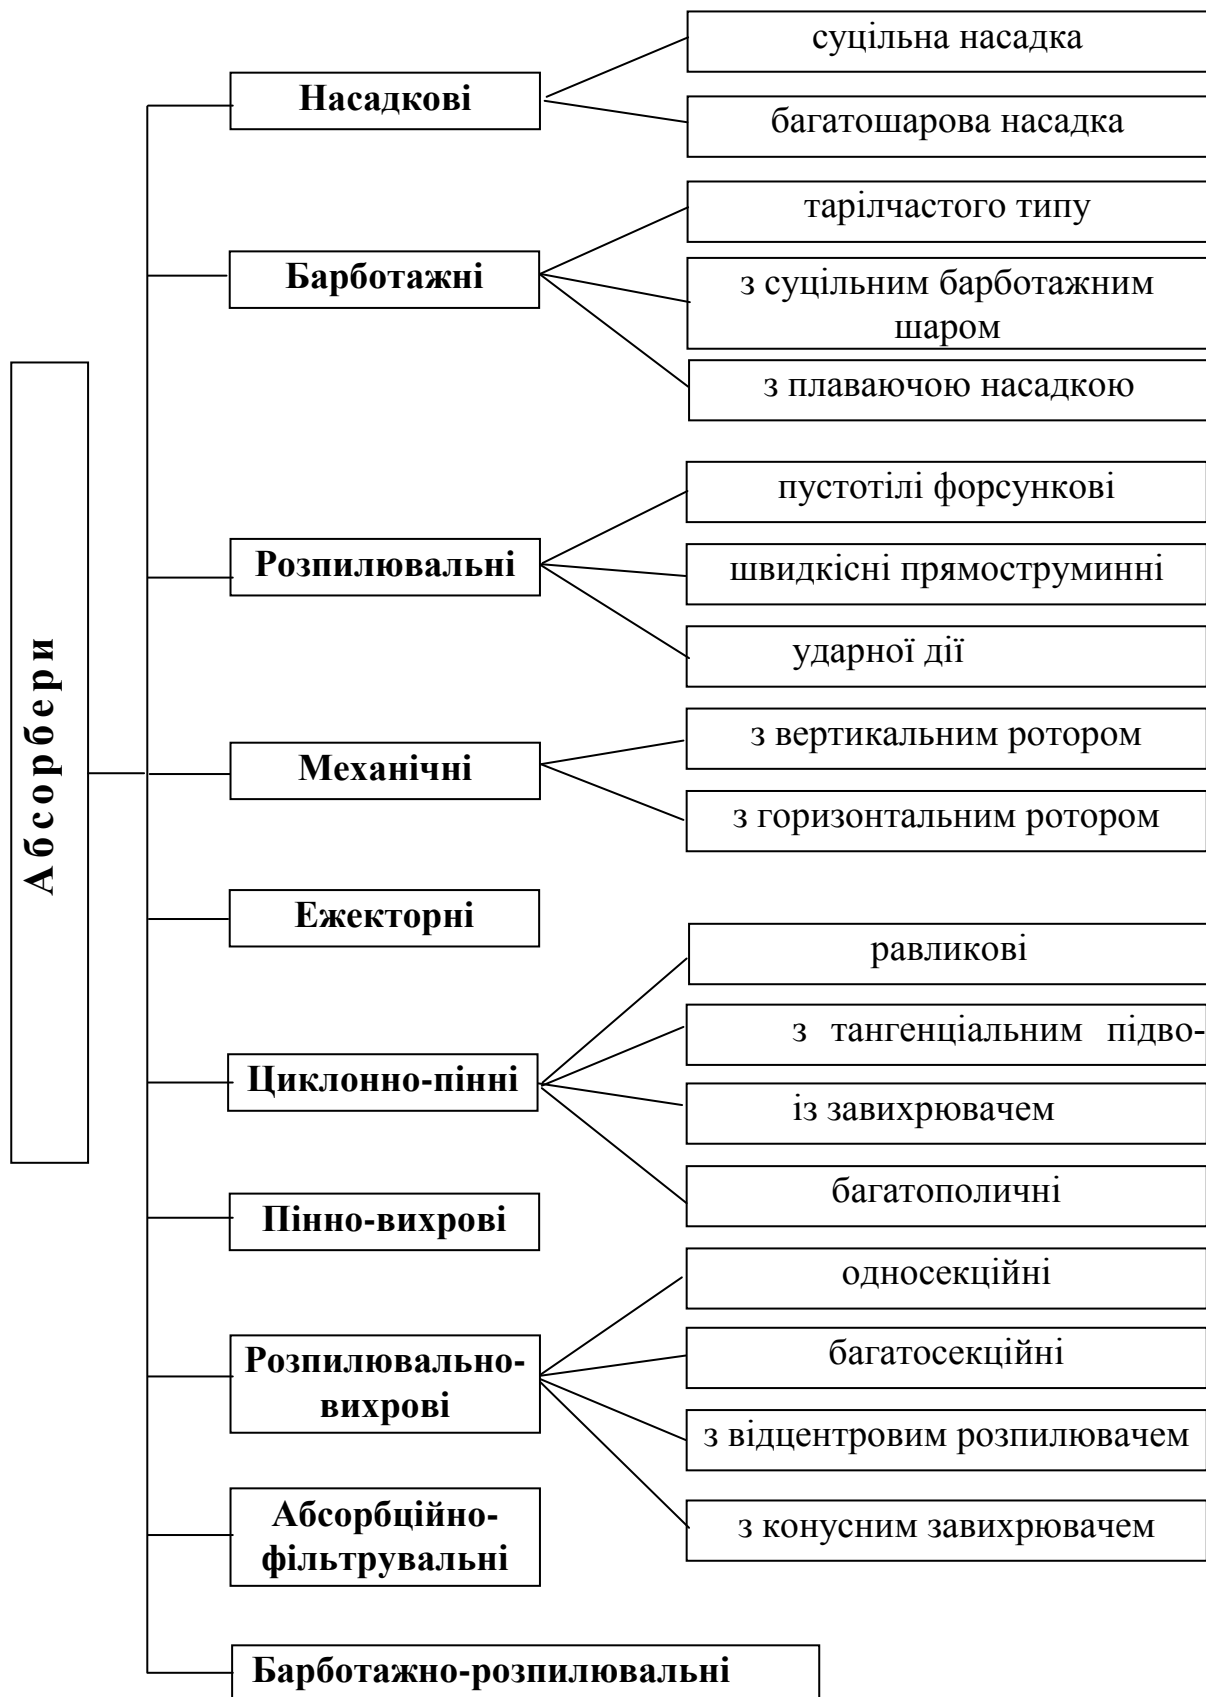 Абсорбери
Насадкові
суцільна насадка
багатошарова насадка
Барботажні
тарілчастого типу
з суцільним барботажним
шаром
з плаваючою насадкою
Розпилювальні
пустотілі форсункові
швидкісні прямоструминні
ударної дії
Механічні
з вертикальним ротором
з горизонтальним ротором
Ежекторні
Циклонно-пінні
равликові
з тангенціальним підво-
із завихрювачем
багатополичні
Пінно-вихрові
Розпилювально-
вихрові
односекційні
багатосекційні
з відцентровим розпилювачем
з конусним завихрювачем
Абсорбційно-
фільтрувальні
Барботажно-розпилювальні